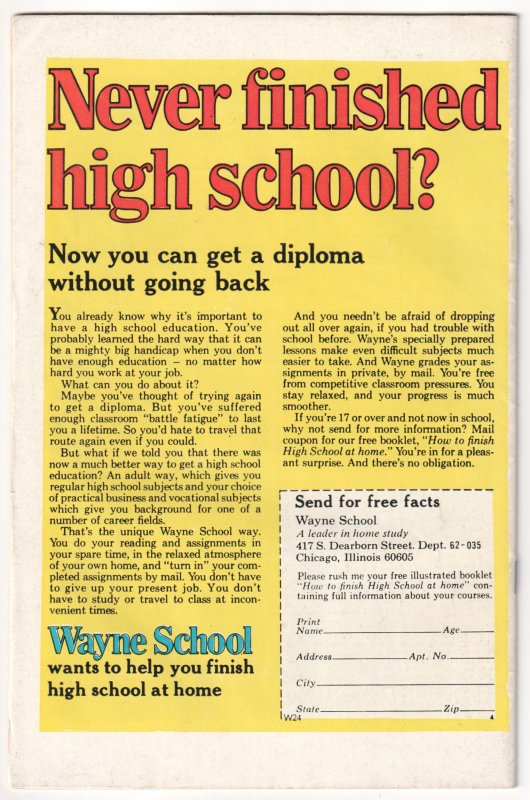 Never finished
high school?
Now you can get a diploma
without going back
You already know why it's important to
have a high school education. You've
probably learned the hard way that it can
be a mighty big handicap when you don't
have enough education – no matter how
hard you work at your job.
What can you do about it?
Maybe you've thought of trying again
to get a diploma. But you've suffered
enough classroom "battle fatigue" to last
you a lifetime. So you'd hate to travel that
route again even if you could.
But what if we told you that there was
now a much better way to get a high school
education? An adult way, which gives you
regular high school subjects and your choice
of practical business and vocational subjects
which give you background for one of a
number of career fields.
That's the unique Wayne School way.
You do your reading and assignments in
your spare time, in the relaxed atmosphere
of your own home, and "turn in" your com-
pleted assignments by mail. You don't have
to give up your present job. You don't
have to study or travel to class at incon-
venient times.
Wayne School
wants to help you finish
high school at home
And you needn't be afraid of dropping
out all over again, if you had trouble with
school before. Wayne's specially prepared
lessons make even difficult subjects much
easier to take. And Wayne grades your as-
signments in private, by mail. You're free
from competitive classroom pressures. You
stay relaxed, and your progress is much
smoother.
If you're 17 or over and not now in school,
why not send for more information? Mail
coupon for our free booklet, "How to finish
High School at home." You're in for a pleas-
ant surprise. And there's no obligation.
Send for free facts
Wayne School
A leader in home study
417 S. Dearborn Street. Dept. 62-035
Chicago, Illinois 60605
Please rush me your free illustrated booklet
"How to finish High School at home" con-
taining full information about your courses.
Print
Name Age
Address Apt. No.
City
State Zip
W24 4